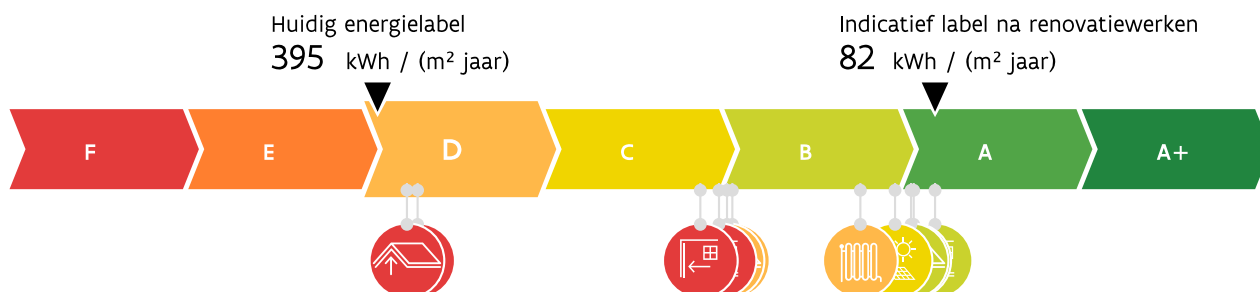 Huidig energielabel
395 kWh / (m² jaar)
Indicatief label na renovatiewerken
82 kWh / (m² jaar)
F E D C B A A+